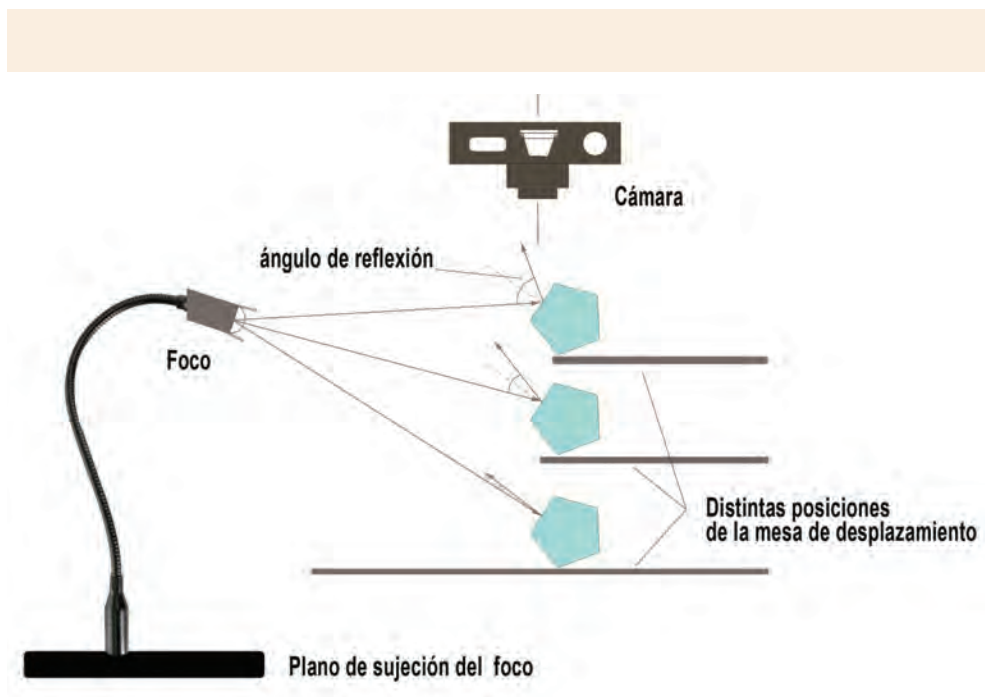 Cámara
ángulo de reflexión
Foco
Distintas posiciones
de la mesa de desplazamiento
Plano de sujeción del foco